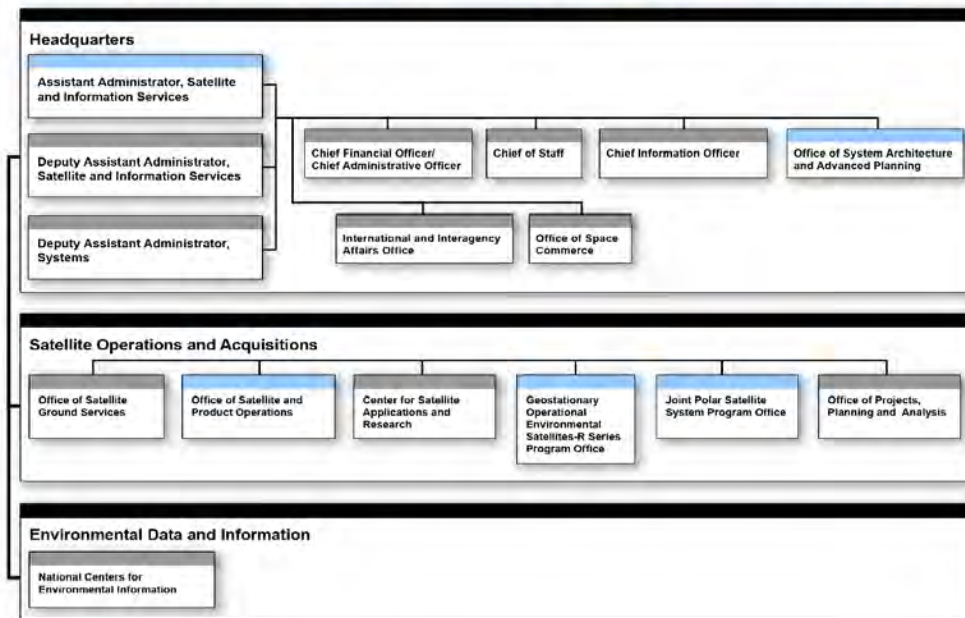 Headquarters
Assistant Administrator, Satellite
and Information Services
Deputy Assistant Administrator,
Satellite and Information Services
Deputy Assistant Administrator,
Systems
Chief Financial Officer/
Chief Administrative Officer
Chief of Staff
Chief Information Officer
Office of System Architecture
and Advanced Planning
International and Interagency
Affairs Office
Office of Space
Commerce
Satellite Operations and Acquisitions
Office of Satellite
Ground Services
Office of Satellite and
Product Operations
Center for Satellite
Applications and
Research
Geostationary
Operational
Environmental
Satellites-R Series
Program Office
Joint Polar Satellite
System Program Office
Office of Projects,
Planning and Analysis
Environmental Data and Information
National Centers for
Environmental Information